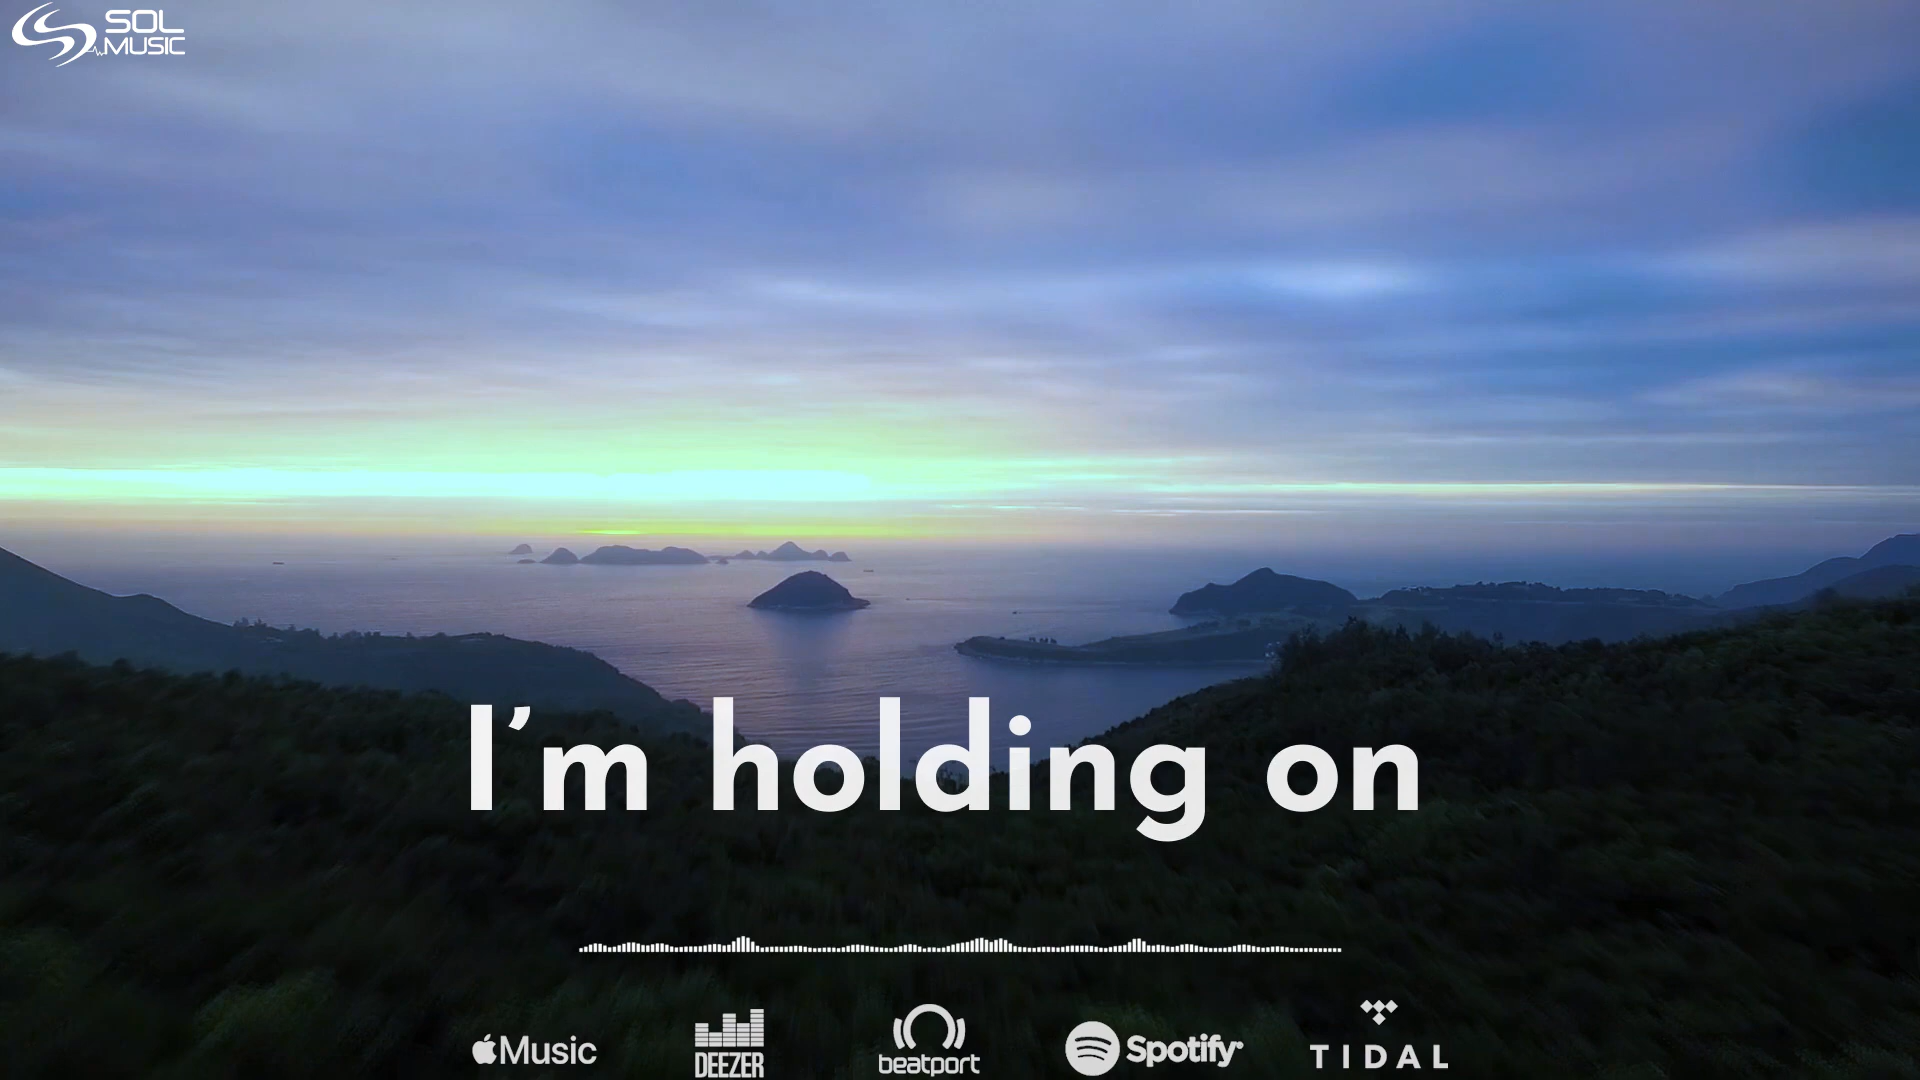 SOL
MUSIC
I'm holding on
Music
DEEZER
beatport
Spotify
TIDAL